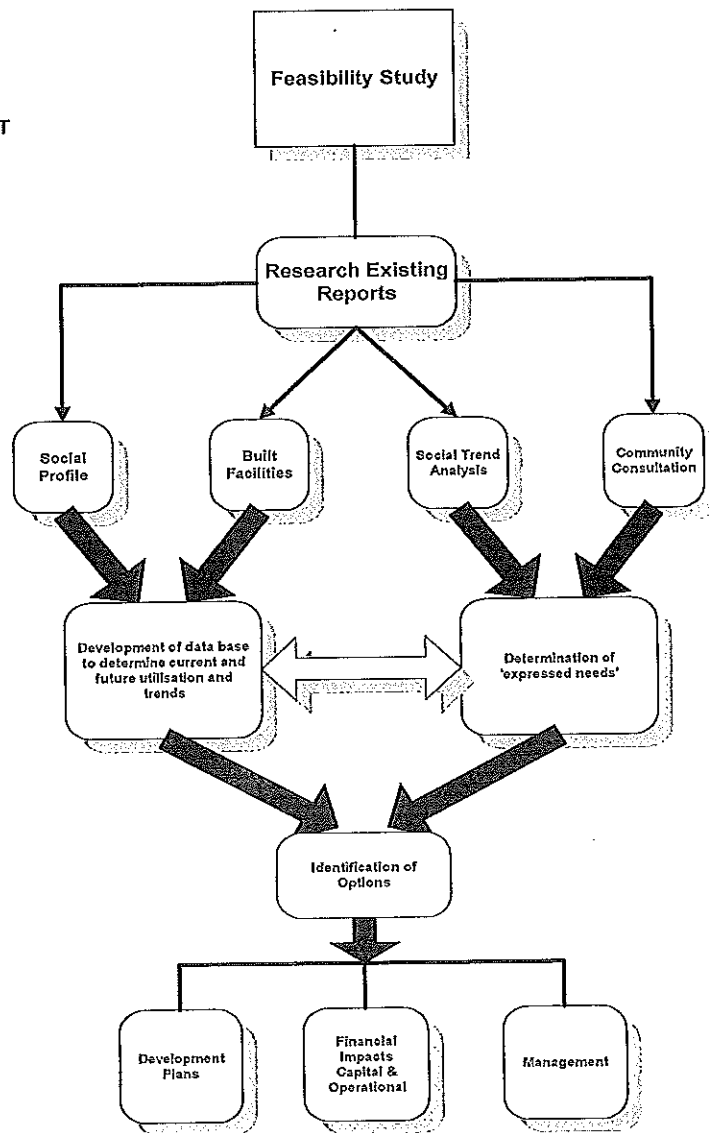 Feasibility Study
T
Research Existing
Reports
Social
Profile
Built
Facilities
Social Trend
Analysis
Community
Consultation
Development of data base
to determine current and
future utilisation and
trends
Determination of
'expressed needs'
Identification of
Options
Development
Plans
Financial
Impacts
Capital &
Operational
Management